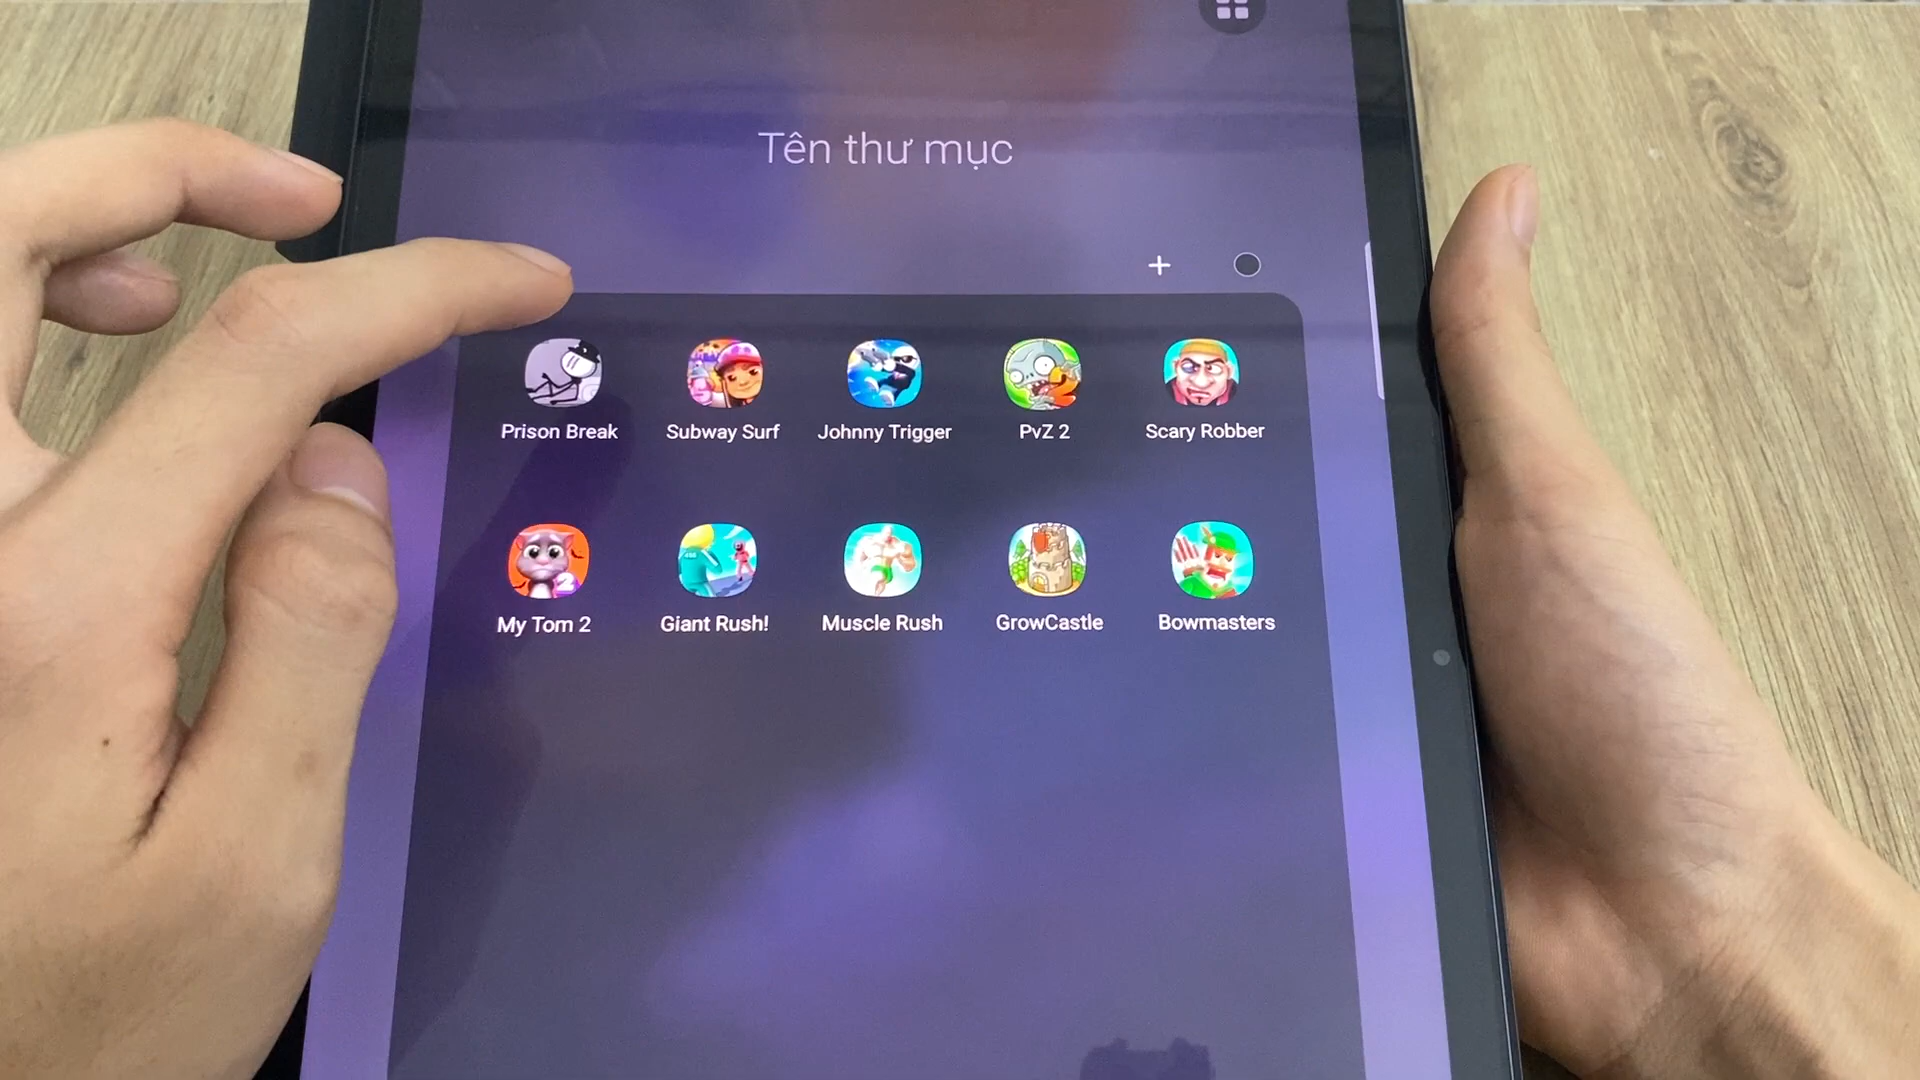 Tên thư mục
Prison Break
Subway Surf
Johnny Trigger
PvZ 2
Scary Robber
My Tom 2
Giant Rush!
Muscle Rush
GrowCastle
Bowmasters